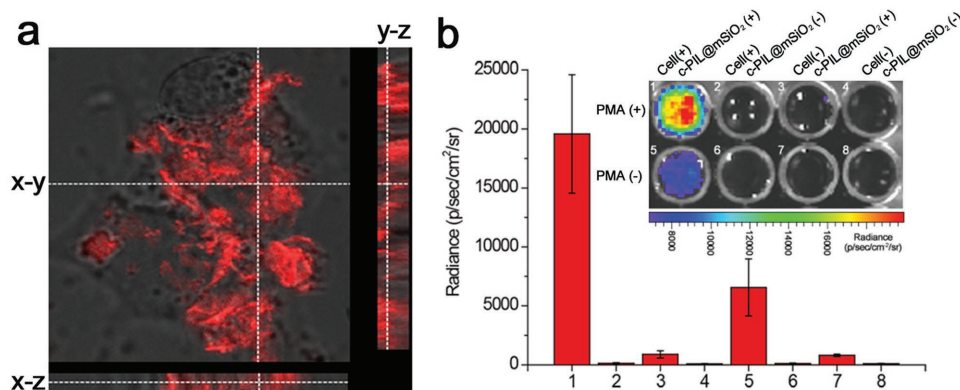 a
y-z
x-y
x-z
b
Cell(+)
c-PIL@mSiO₂ (+)
Cell(+)
c-PIL@mSiO₂ (-)
Cell(-)
c-PIL@mSiO₂ (+)
Cell(-)
c-PIL@mSiO₂ (-)
PMA (+)
1 2 3 4
PMA (-)
5 6 7 8
8000 10000 12000 14000 16000
Radiance
(p/sec/cm²/sr)
Radiance (p/sec/cm²/sr)
25000
20000
15000
10000
5000
0
1 2 3 4 5 6 7 8